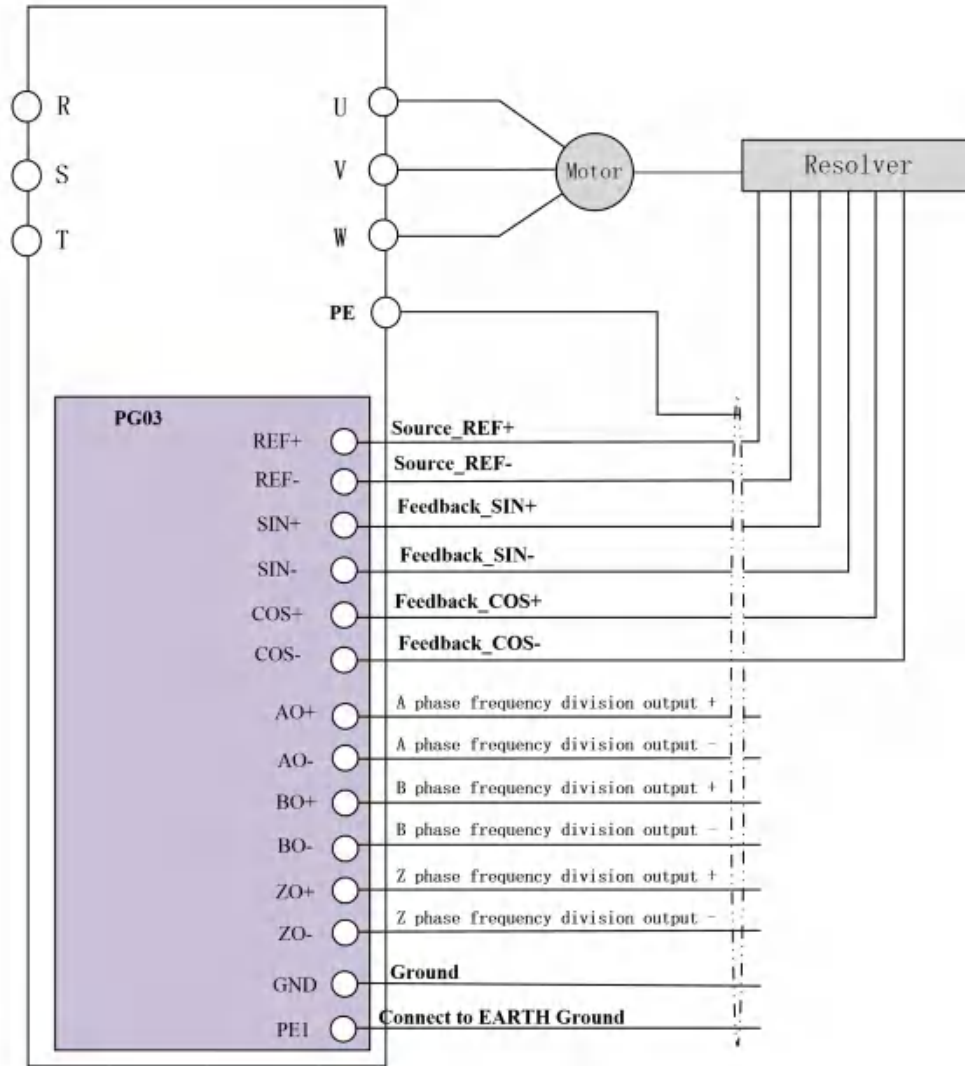 R
U
S
V
Motor
Resolver
T
W
PE
PG03
REF+
Source_REF+
REF-
Source_REF-
SIN+
Feedback_SIN+
SIN-
Feedback_SIN-
COS+
Feedback_COS+
COS-
Feedback_COS-
AO+
A phase frequency division output +
AO-
A phase frequency division output -
BO+
B phase frequency division output +
BO-
B phase frequency division output -
ZO+
Z phase frequency division output +
ZO-
Z phase frequency division output -
GND
Ground
PE1
Connect to EARTH Ground